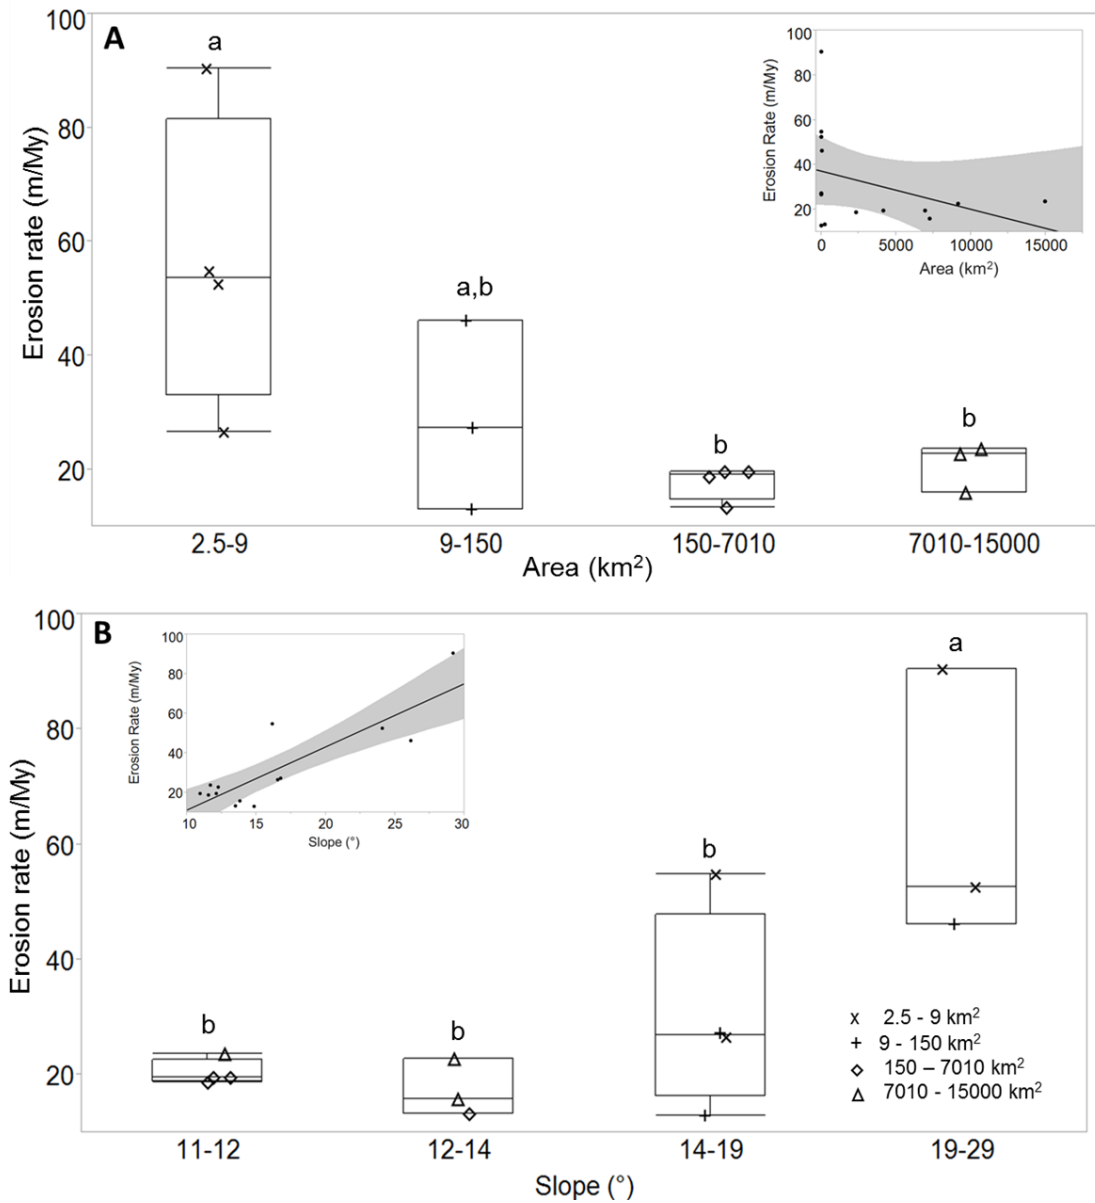 A
Erosion rate (m/My)
100
80
60
40
20
a
a,b
b
b
2.5-9
9-150
150-7010
7010-15000
Area (km²)
Erosion Rate (m/My)
100
80
60
40
20
0
5000
10000
15000
Area (km²)
B
Erosion rate (m/My)
100
80
60
40
20
b
b
b
a
11-12
12-14
14-19
19-29
Slope (°)
Erosion Rate (m/My)
100
80
60
40
20
10
15
20
25
30
Slope (°)
2.5 - 9 km²
9 - 150 km²
150 – 7010 km²
7010 - 15000 km²